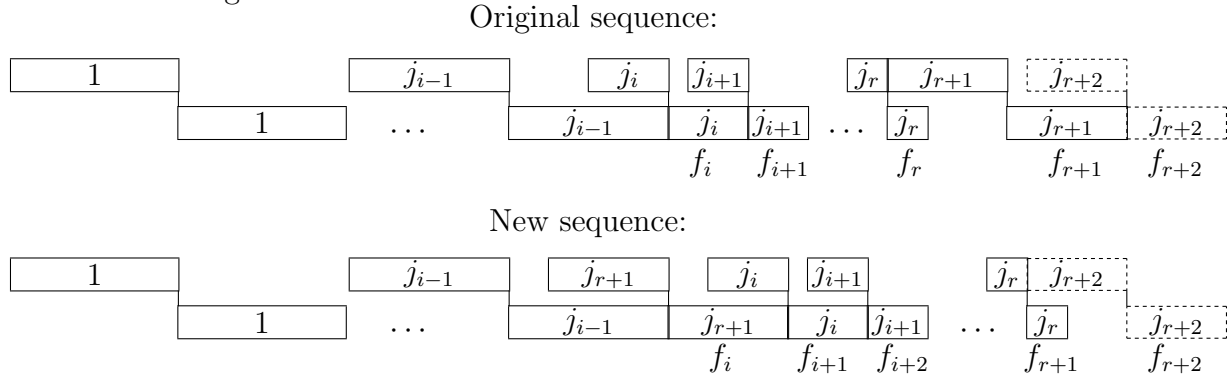 Original sequence:
1 j_{i-1} j_i j_{i+1} j_r j_{r+1} j_{r+2}
1 ... j_{i-1} j_i j_{i+1} ... j_r j_{r+1} j_{r+2}
f_i f_{i+1} f_r f_{r+1} f_{r+2}
New sequence:
1 j_{i-1} j_{r+1} j_i j_{i+1} j_r j_{r+2}
1 ... j_{i-1} j_{r+1} j_i j_{i+1} ... j_r j_{r+2}
f_i f_{i+1} f_{i+2} f_{r+1} f_{r+2}